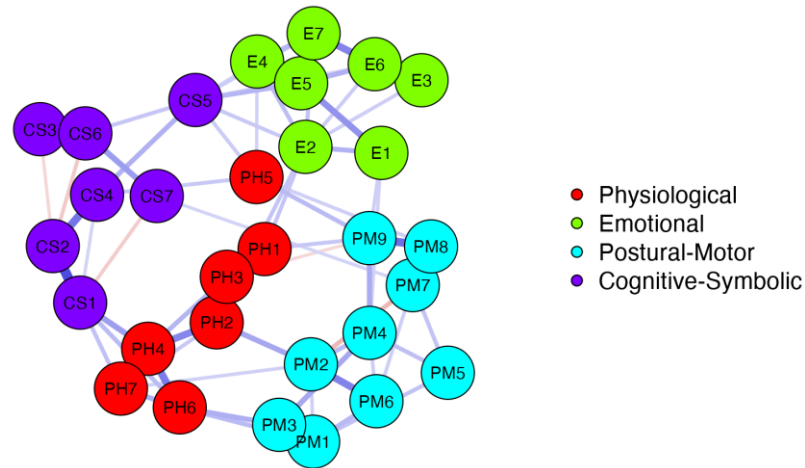 E7
E4
E6
E3
E5
CS5
CS3
CS6
E2
E1
PH5
CS4
CS7
Physiological
Emotional
Postural-Motor
Cognitive-Symbolic
CS2
PH1
PM9
PM8
PH3
PM7
CS1
PH2
PM4
PH4
PM2
PM5
PH7
PH6
PM6
PM3
PM1